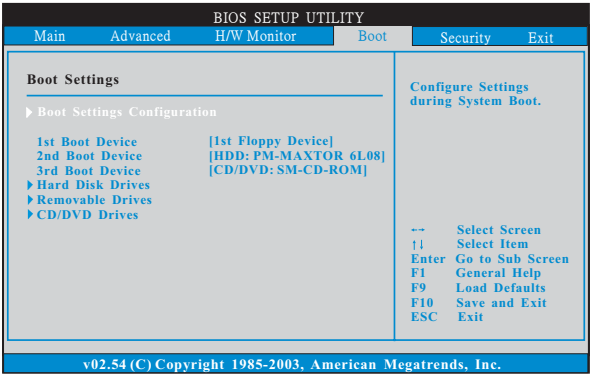 BIOS SETUP UTILITY
Main Advanced H/W Monitor Boot Security Exit
Boot Settings
Boot Settings Configuration
1st Boot Device [1st Floppy Device]
2nd Boot Device [HDD: PM-MAXTOR 6L08]
3rd Boot Device [CD/DVD: SM-CD-ROM]
Hard Disk Drives
Removable Drives
CD/DVD Drives
Configure Settings
during System Boot.
←→ Select Screen
↑↓ Select Item
Enter Go to Sub Screen
F1 General Help
F9 Load Defaults
F10 Save and Exit
ESC Exit
v02.54 (C) Copyright 1985-2003, American Megatrends, Inc.